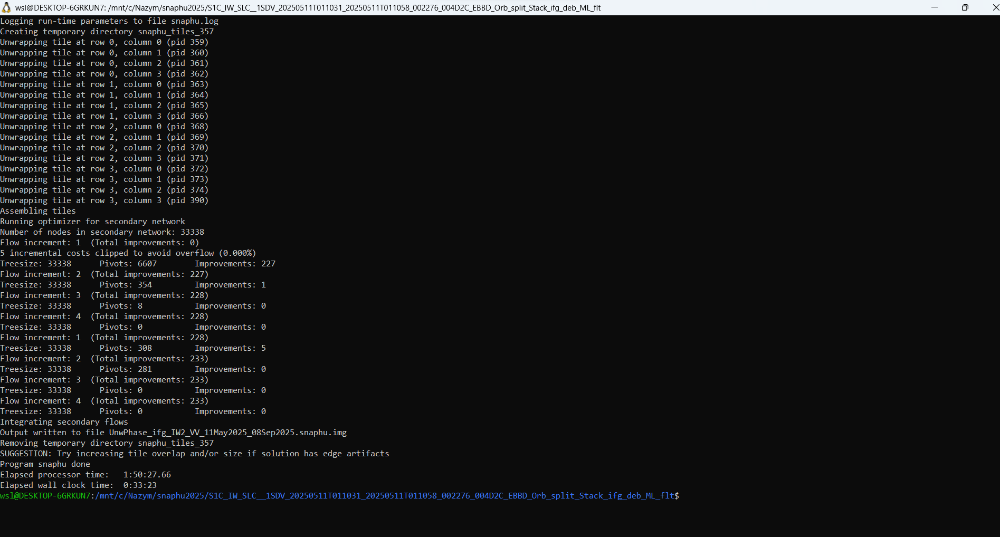 wsl@DESKTOP-6GRKUN7: /mnt/c/Nazym/snaphu2025/S1C_IW_SLC__1SDV_20250511T011031_20250511T011058_002276_004D2C_EBBD_Orb_split_Stack_ifg_deb_ML_flt
Logging run-time parameters to file snaphu.log
Creating temporary directory snaphu_tiles_357
Unwrapping tile at row 0, column 0 (pid 359)
Unwrapping tile at row 0, column 1 (pid 360)
Unwrapping tile at row 0, column 2 (pid 361)
Unwrapping tile at row 0, column 3 (pid 362)
Unwrapping tile at row 1, column 0 (pid 363)
Unwrapping tile at row 1, column 1 (pid 364)
Unwrapping tile at row 1, column 2 (pid 365)
Unwrapping tile at row 1, column 3 (pid 366)
Unwrapping tile at row 2, column 0 (pid 368)
Unwrapping tile at row 2, column 1 (pid 369)
Unwrapping tile at row 2, column 2 (pid 370)
Unwrapping tile at row 2, column 3 (pid 371)
Unwrapping tile at row 3, column 0 (pid 372)
Unwrapping tile at row 3, column 1 (pid 373)
Unwrapping tile at row 3, column 2 (pid 374)
Unwrapping tile at row 3, column 3 (pid 390)
Assembling tiles
Running optimizer for secondary network
Number of nodes in secondary network: 33338
Flow increment: 1  (Total improvements: 0)
5 incremental costs clipped to avoid overflow (0.000%)
Treesize: 33338      Pivots: 6607        Improvements: 227
Flow increment: 2  (Total improvements: 227)
Treesize: 33338      Pivots: 354         Improvements: 1
Flow increment: 3  (Total improvements: 228)
Treesize: 33338      Pivots: 8           Improvements: 0
Flow increment: 4  (Total improvements: 228)
Treesize: 33338      Pivots: 0           Improvements: 0
Flow increment: 1  (Total improvements: 228)
Treesize: 33338      Pivots: 308         Improvements: 5
Flow increment: 2  (Total improvements: 233)
Treesize: 33338      Pivots: 281         Improvements: 0
Flow increment: 3  (Total improvements: 233)
Treesize: 33338      Pivots: 0           Improvements: 0
Flow increment: 4  (Total improvements: 233)
Treesize: 33338      Pivots: 0           Improvements: 0
Integrating secondary flows
Output written to file UnwPhase_ifg_IW2_VV_11May2025_08Sep2025.snaphu.img
Removing temporary directory snaphu_tiles_357
SUGGESTION: Try increasing tile overlap and/or size if solution has edge artifacts
Program snaphu done
Elapsed processor time:   1:50:27.66
Elapsed wall clock time:  0:33:23
wsl@DESKTOP-6GRKUN7:/mnt/c/Nazym/snaphu2025/S1C_IW_SLC__1SDV_20250511T011031_20250511T011058_002276_004D2C_EBBD_Orb_split_Stack_ifg_deb_ML_flt$